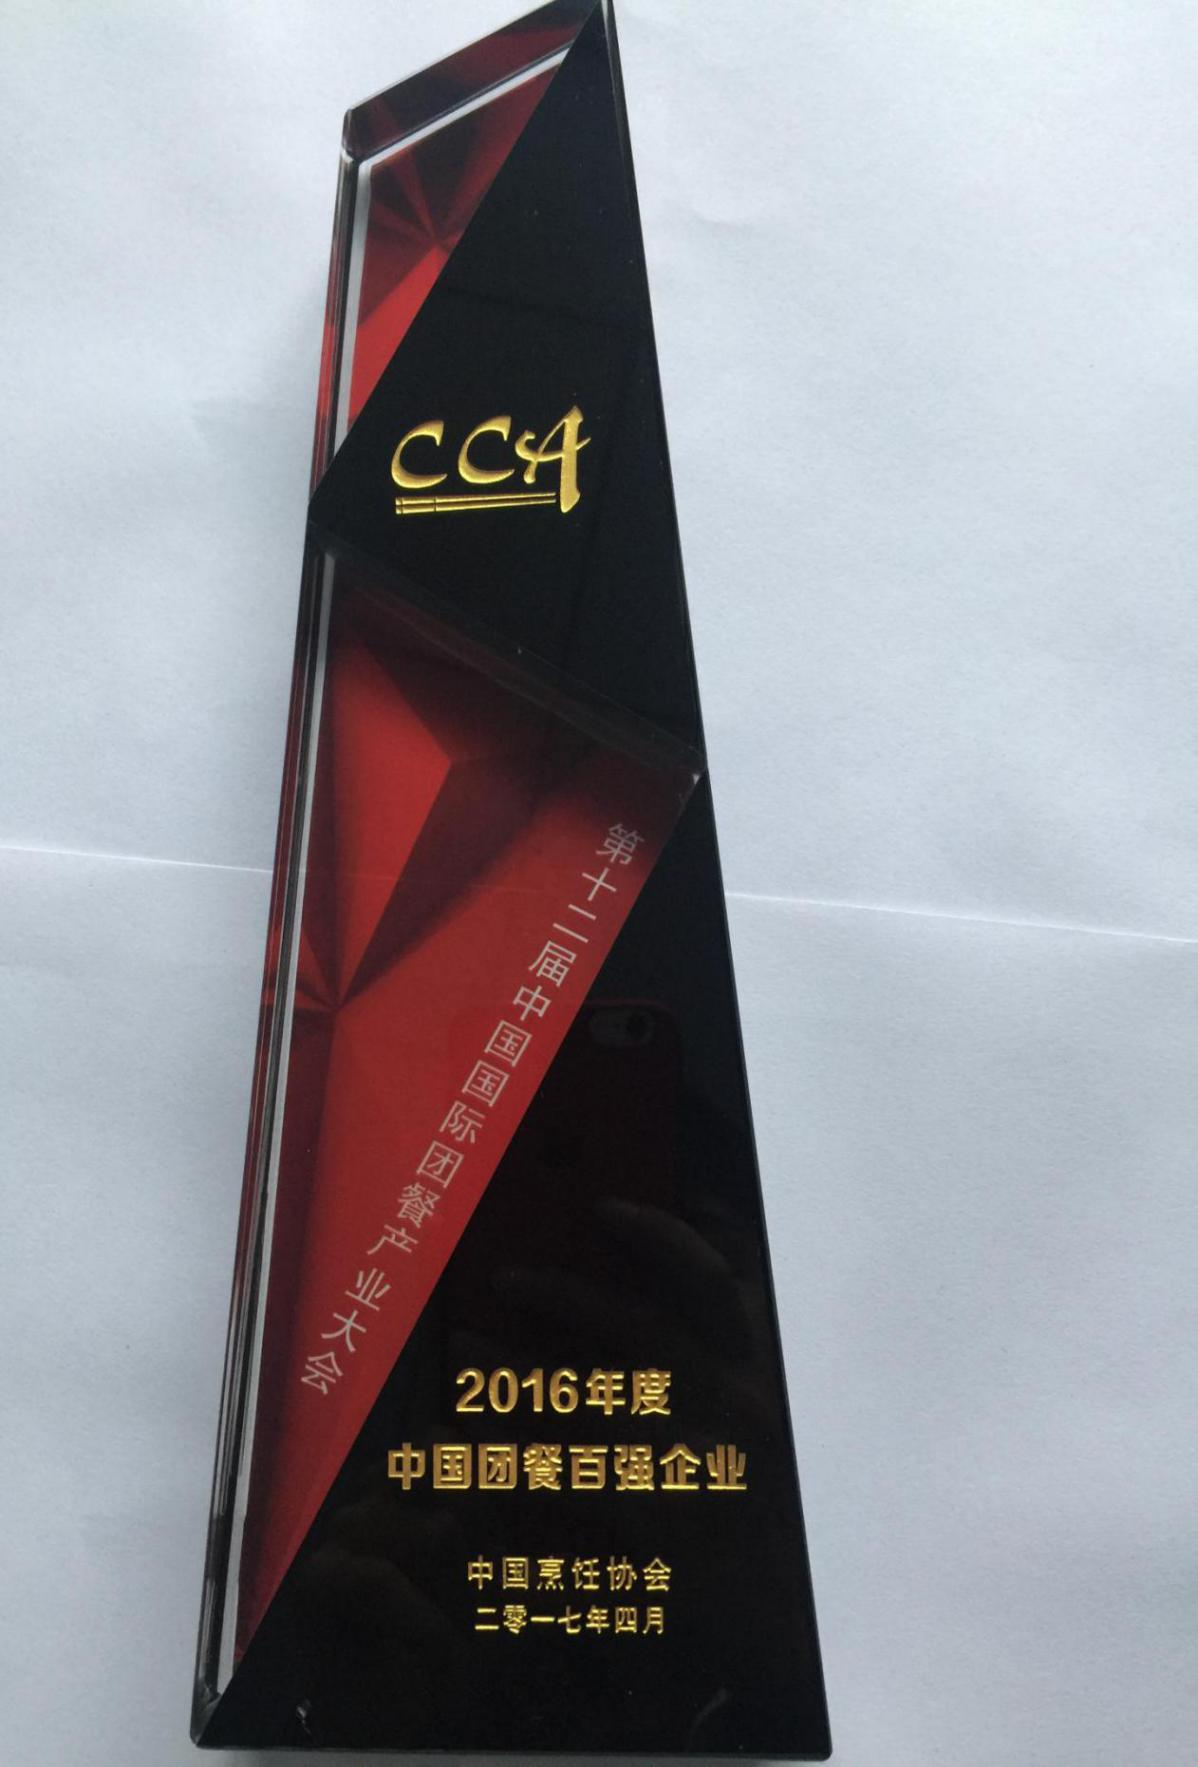 CCA
第十二届中国国际团餐产业大会
2016年度
中国团餐百强企业
中国烹饪协会
二零一七年四月